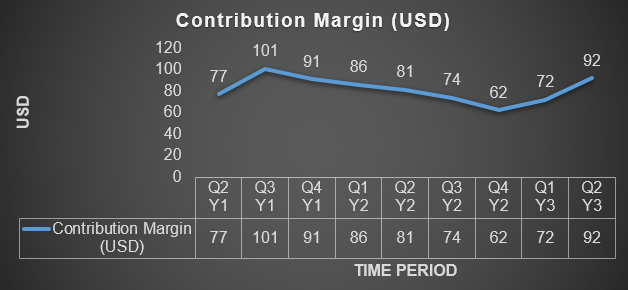 Contribution Margin (USD)
120
100
80
60
40
20
0
USD
77
101
91
86
81
74
62
72
92
Q2 Q3 Q4 Q1 Q2 Q3 Q4 Q1 Q2
Y1 Y1 Y1 Y2 Y2 Y2 Y2 Y3 Y3
Contribution Margin
(USD)
77 101 91 86 81 74 62 72 92
TIME PERIOD